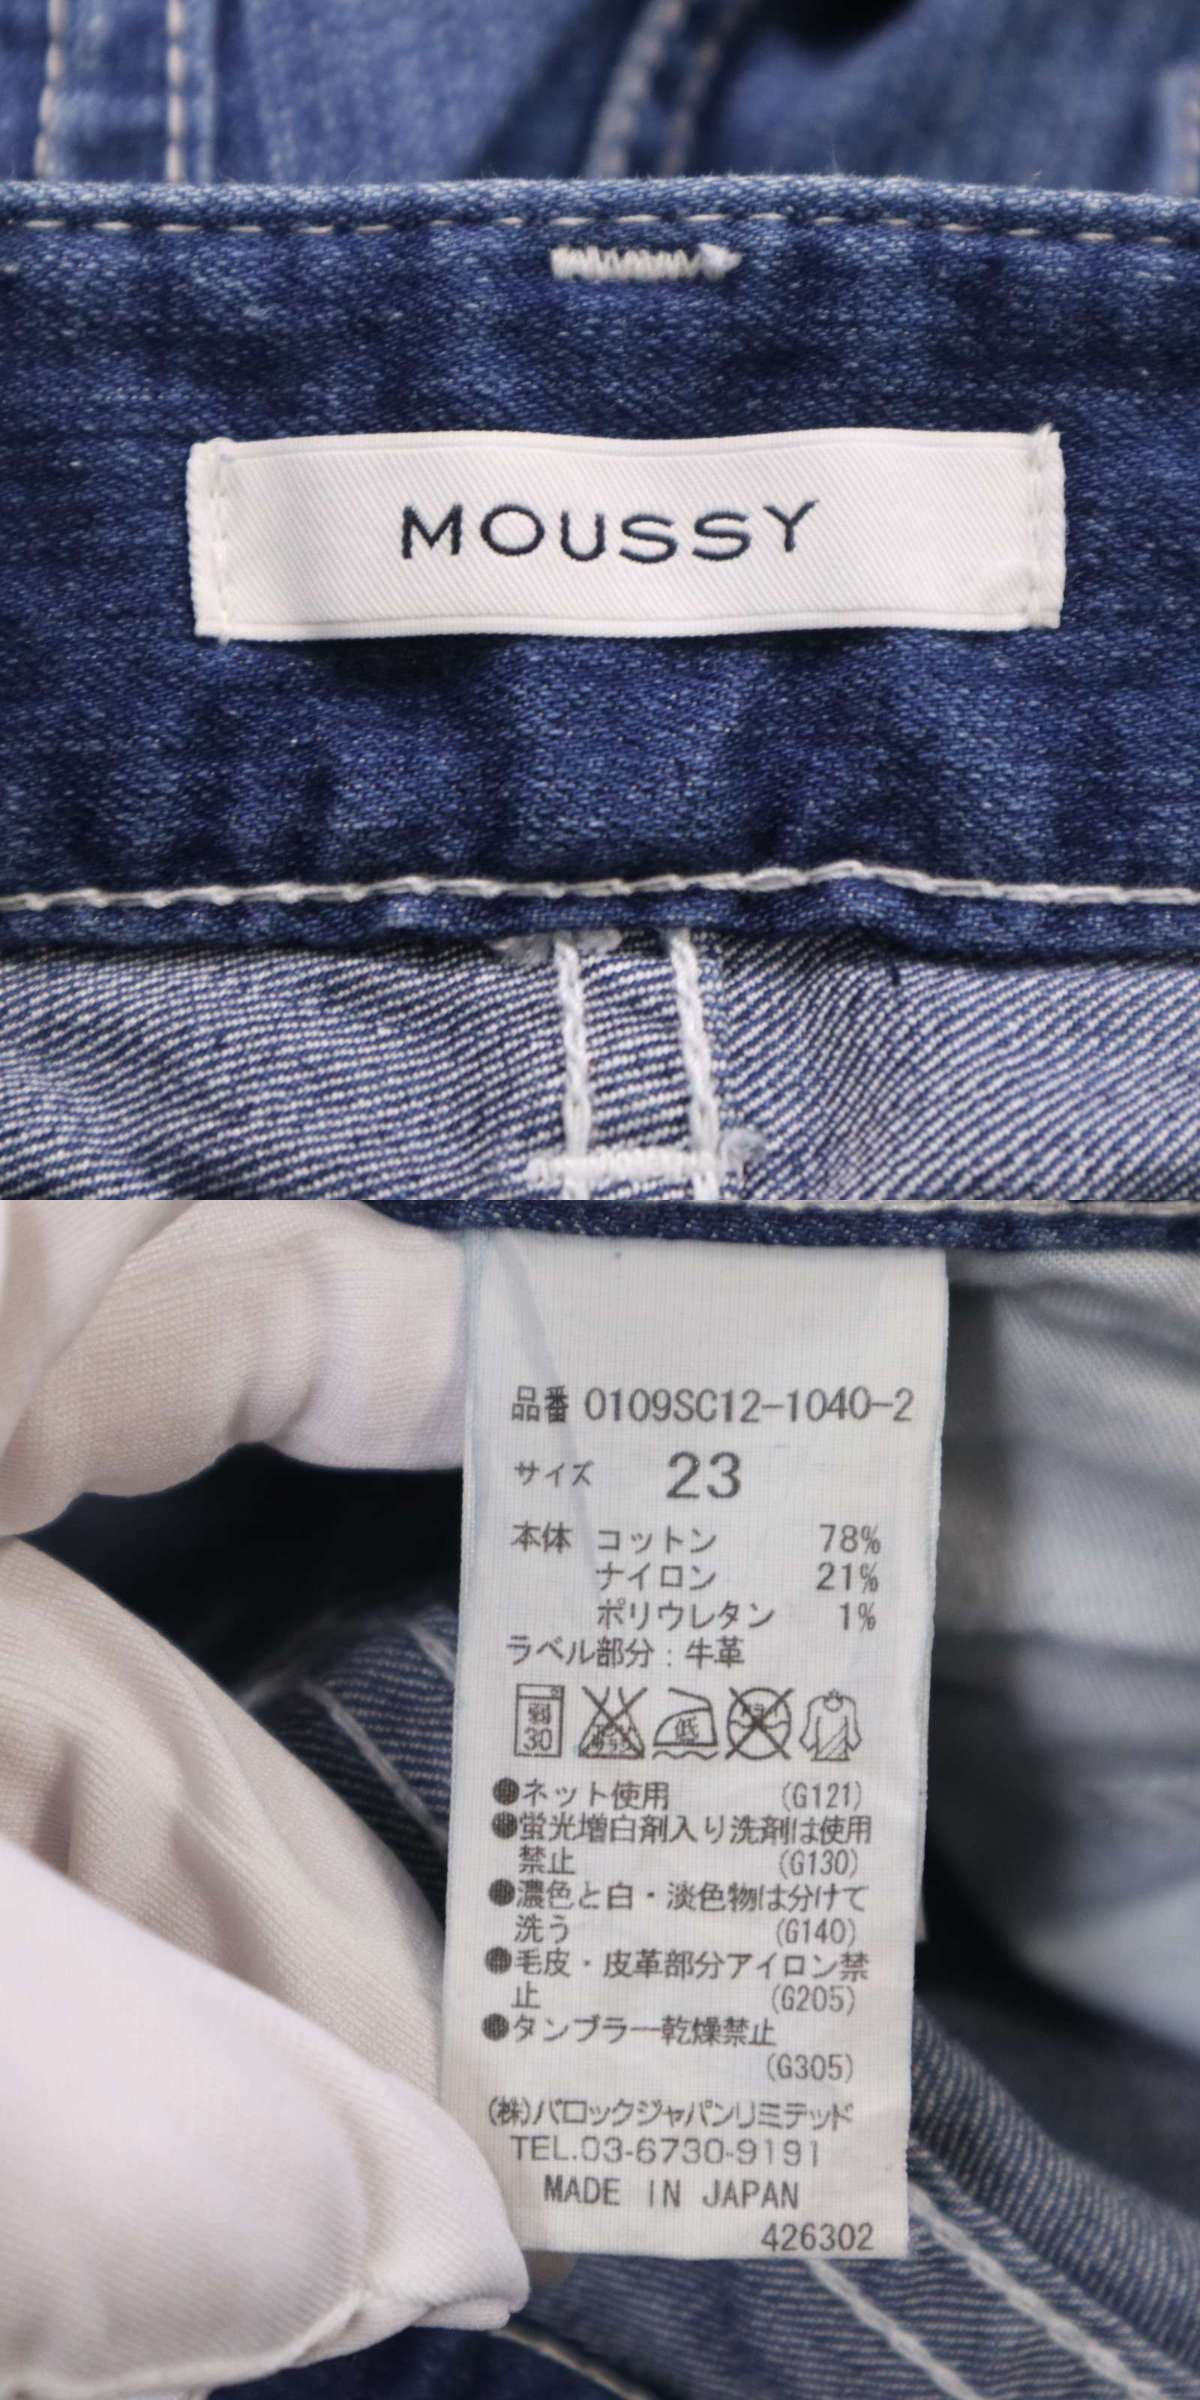 MOUSSY
品番 0109SC12-1040-2
サイズ 23
本体 コットン 78%
ナイロン 21%
ポリウレタン 1%
ラベル部分：牛革
弱 30
低
●ネット使用 (G121)
●蛍光増白剤入り洗剤は使用
禁止 (G130)
●濃色と白・淡色物は分けて
洗う (G140)
●毛皮・皮革部分アイロン禁
止 (G205)
●タンブラー乾燥禁止
(G305)
(株)バロックジャパンリミテッド
TEL.03-6730-9191
MADE IN JAPAN
426302